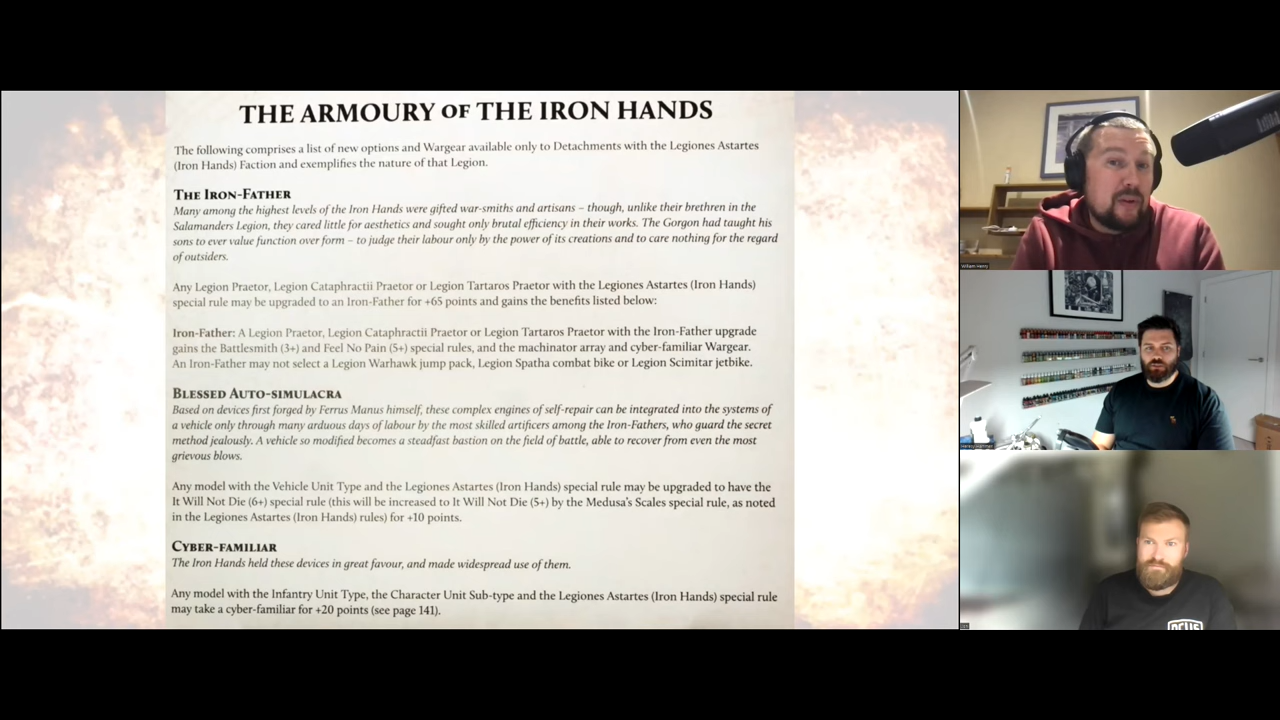 THE ARMOURY OF THE IRON HANDS
The following comprises a list of new options and Wargear available only to Detachments with the Legiones Astartes
(Iron Hands) Faction and exemplifies the nature of that Legion.
THE IRON-FATHER
Many among the highest levels of the Iron Hands were gifted war-smiths and artisans – though, unlike their brethren in the
Salamanders Legion, they cared little for aesthetics and sought only brutal efficiency in their works. The Gorgon had taught his
sons to ever value function over form – to judge their labour only by the power of its creations and to care nothing for the regard
of outsiders.
Any Legion Praetor, Legion Cataphractii Praetor or Legion Tartaros Praetor with the Legiones Astartes (Iron Hands)
special rule may be upgraded to an Iron-Father for +65 points and gains the benefits listed below:
Iron-Father: A Legion Praetor, Legion Cataphractii Praetor or Legion Tartaros Praetor with the Iron-Father upgrade
gains the Battlesmith (3+) and Feel No Pain (5+) special rules, and the machinator array and cyber-familiar Wargear.
An Iron-Father may not select a Legion Warhawk jump pack, Legion Spatha combat bike or Legion Scimitar jetbike.
BLESSED AUTO-SIMULACRA
Based on devices first forged by Ferrus Manus himself, these complex engines of self-repair can be integrated into the systems of
a vehicle only through many arduous days of labour by the most skilled artificers among the Iron-Fathers, who guard the secret
method jealously. A vehicle so modified becomes a steadfast bastion on the field of battle, able to recover from even the most
grievous blows.
Any model with the Vehicle Unit Type and the Legiones Astartes (Iron Hands) special rule may be upgraded to have the
It Will Not Die (6+) special rule (this will be increased to It Will Not Die (5+) by the Medusa's Scales special rule, as noted
in the Legiones Astartes (Iron Hands) rules) for +10 points.
CYBER-FAMILIAR
The Iron Hands held these devices in great favour, and made widespread use of them.
Any model with the Infantry Unit Type, the Character Unit Sub-type and the Legiones Astartes (Iron Hands) special rule
may take a cyber-familiar for +20 points (see page 141).